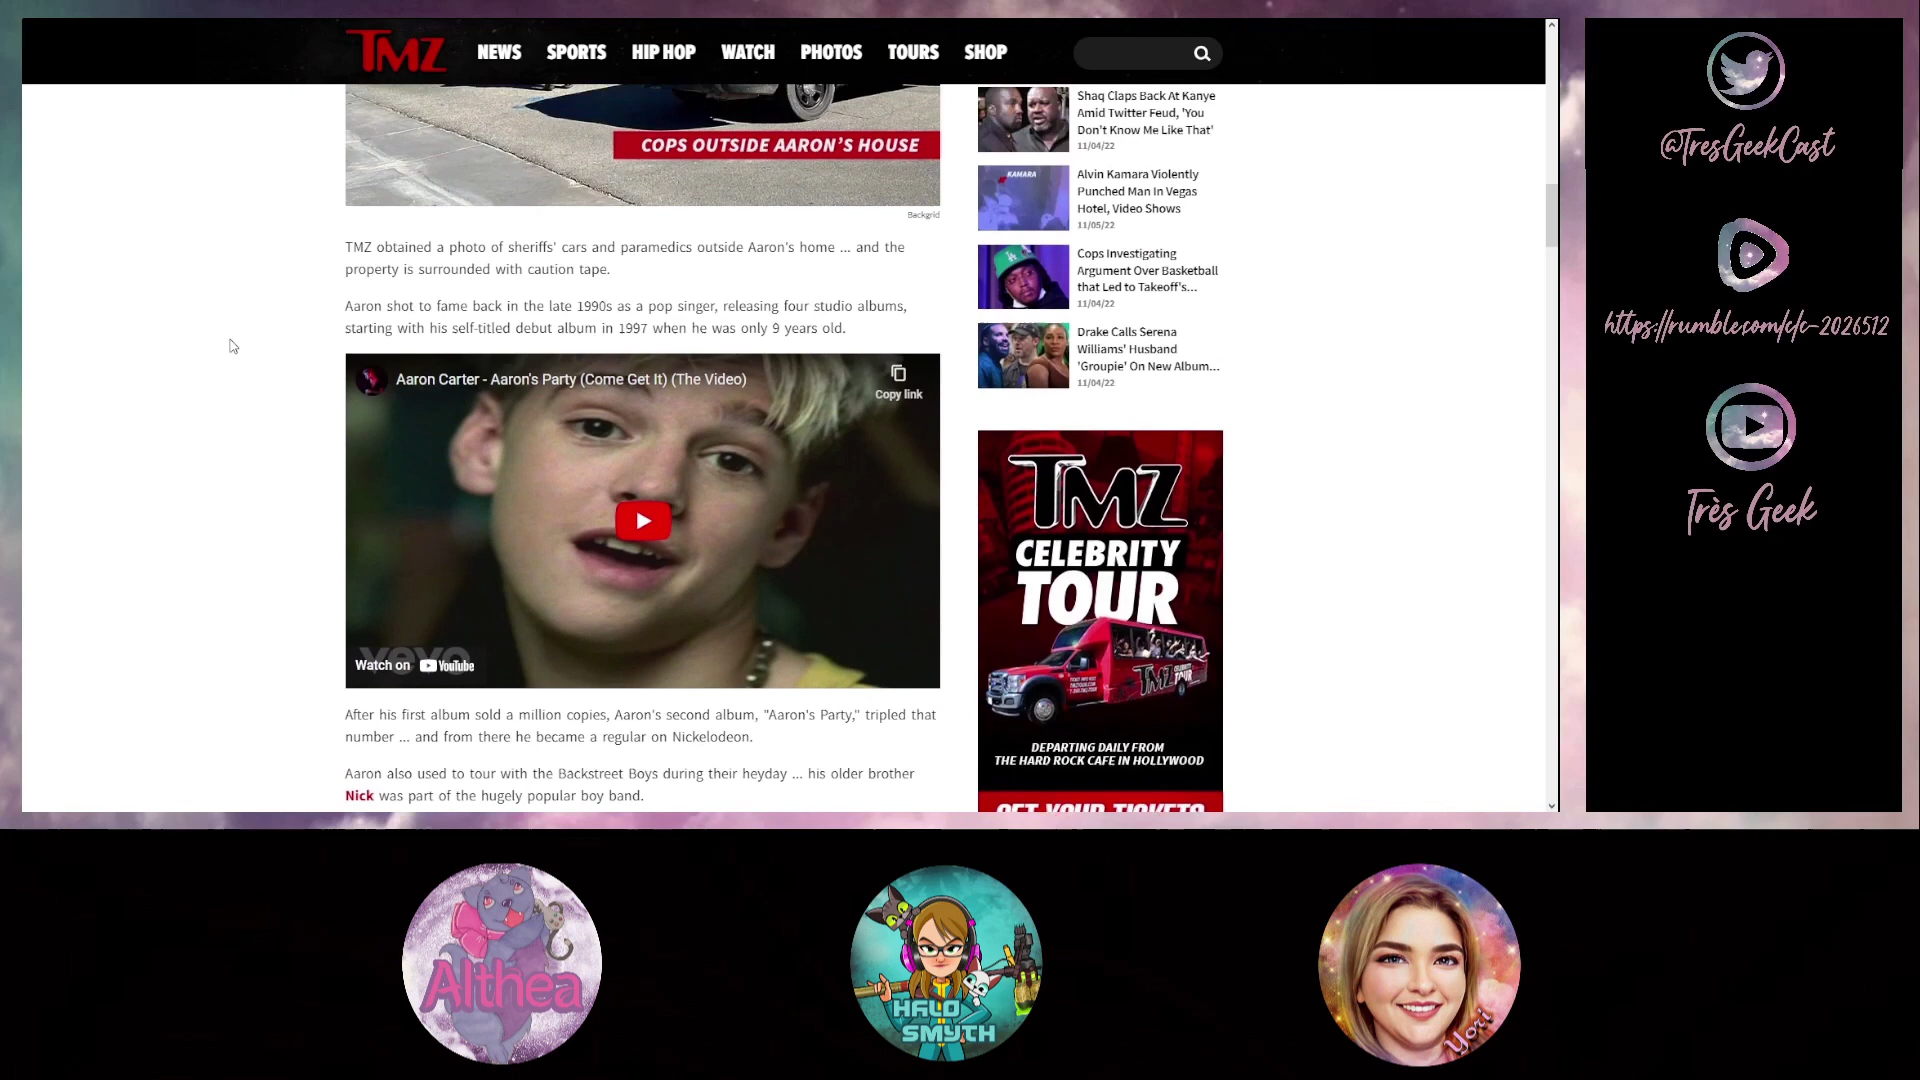 TMZ
NEWS SPORTS HIP HOP WATCH PHOTOS TOURS SHOP
COPS OUTSIDE AARON'S HOUSE
Backgrid
TMZ obtained a photo of sheriffs' cars and paramedics outside Aaron's home ... and the
property is surrounded with caution tape.
Aaron shot to fame back in the late 1990s as a pop singer, releasing four studio albums,
starting with his self-titled debut album in 1997 when he was only 9 years old.
Aaron Carter - Aaron's Party (Come Get It) (The Video)
Copy link
vevo
Watch on YouTube
After his first album sold a million copies, Aaron's second album, "Aaron's Party," tripled that
number ... and from there he became a regular on Nickelodeon.
Aaron also used to tour with the Backstreet Boys during their heyday ... his older brother
Nick was part of the hugely popular boy band.
Shaq Claps Back At Kanye
Amid Twitter Feud, 'You
Don't Know Me Like That'
11/04/22
KAMARA
Alvin Kamara Violently
Punched Man In Vegas
Hotel, Video Shows
11/05/22
Cops Investigating
Argument Over Basketball
that Led to Takeoff's...
11/04/22
Drake Calls Serena
Williams' Husband
'Groupie' On New Album...
11/04/22
TMZ
CELEBRITY
TOUR
TMZ CELEBRITY TOUR
DEPARTING DAILY FROM
THE HARD ROCK CAFE IN HOLLYWOOD
GET YOUR TICKETS
@TresGeekCast
https://rumble.com/c/c-2026512
Très Geek
Althea
HALO
SMYTH
Yori